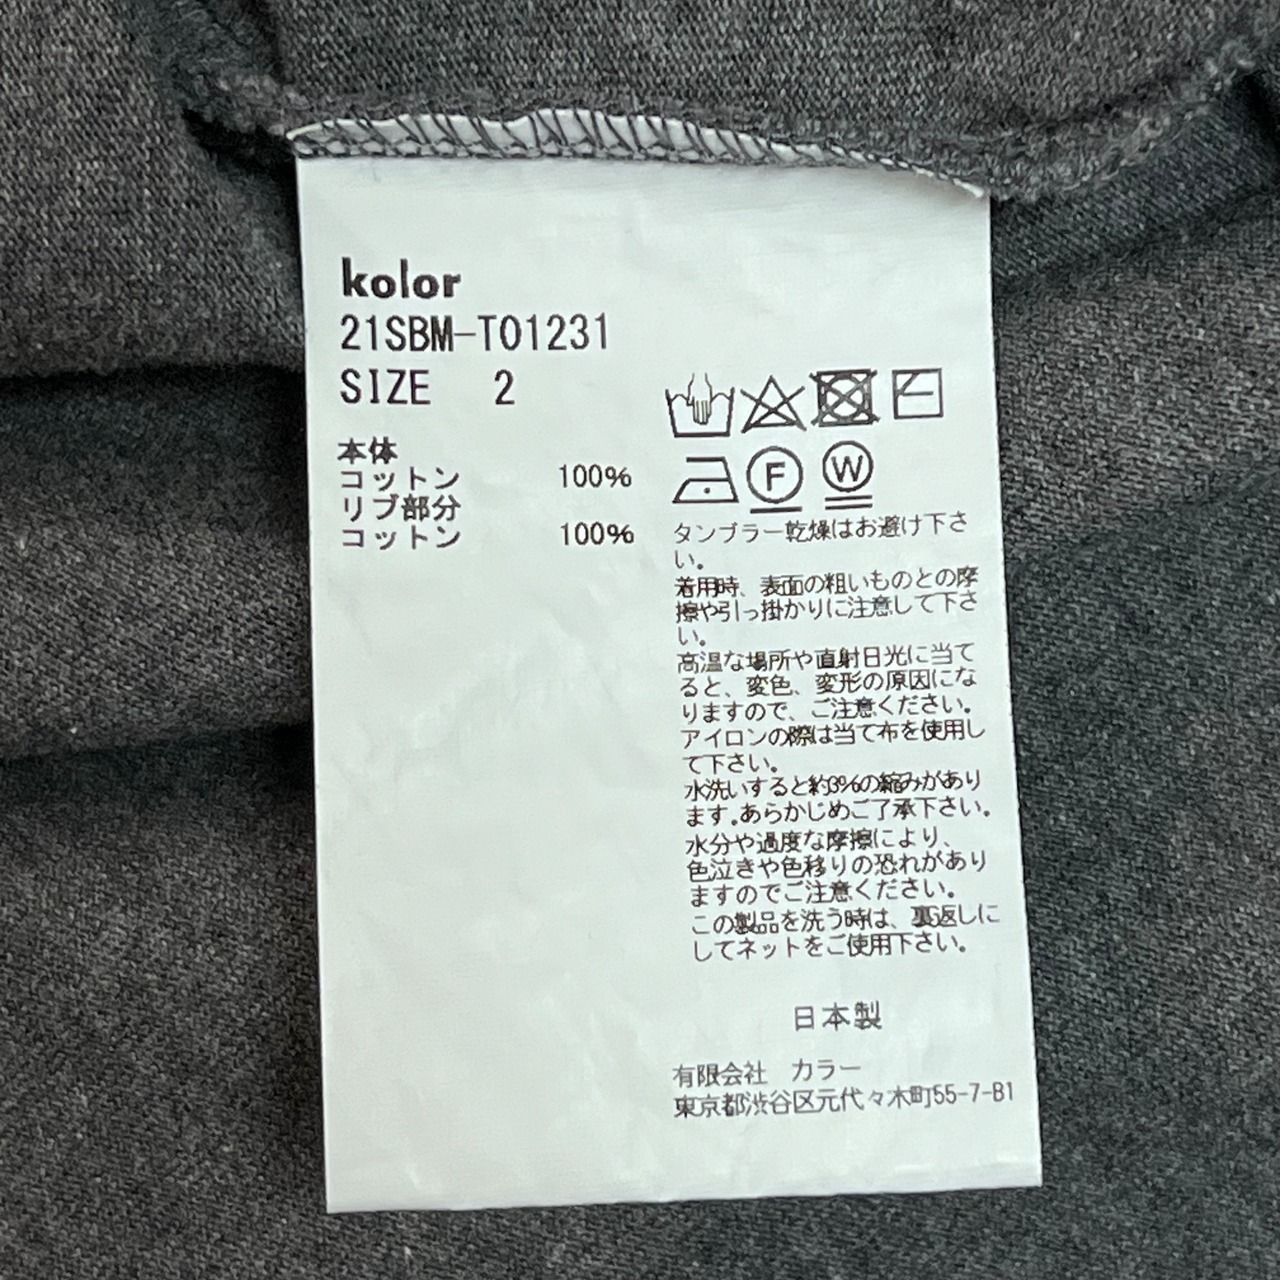 kolor
21SBM-T01231
SIZE 2
本体
コットン 100%
リブ部分
コットン 100%
F W
タンブラー乾燥はお避け下さ
い。
着用時、表面の粗いものとの摩
擦や引っ掛かりに注意して下さ
い。
高温な場所や直射日光に当て
ると、変色、変形の原因にな
りますので、ご注意ください。
アイロンの際は当て布を使用し
て下さい。
水洗いすると約3%の縮みがあり
ます。あらかじめご了承下さい。
水分や過度な摩擦により、
色泣きや色移りの恐れがあり
ますのでご注意ください。
この製品を洗う時は、裏返しに
してネットをご使用下さい。
日本製
有限会社 カラー
東京都渋谷区元代々木町55-7-B1